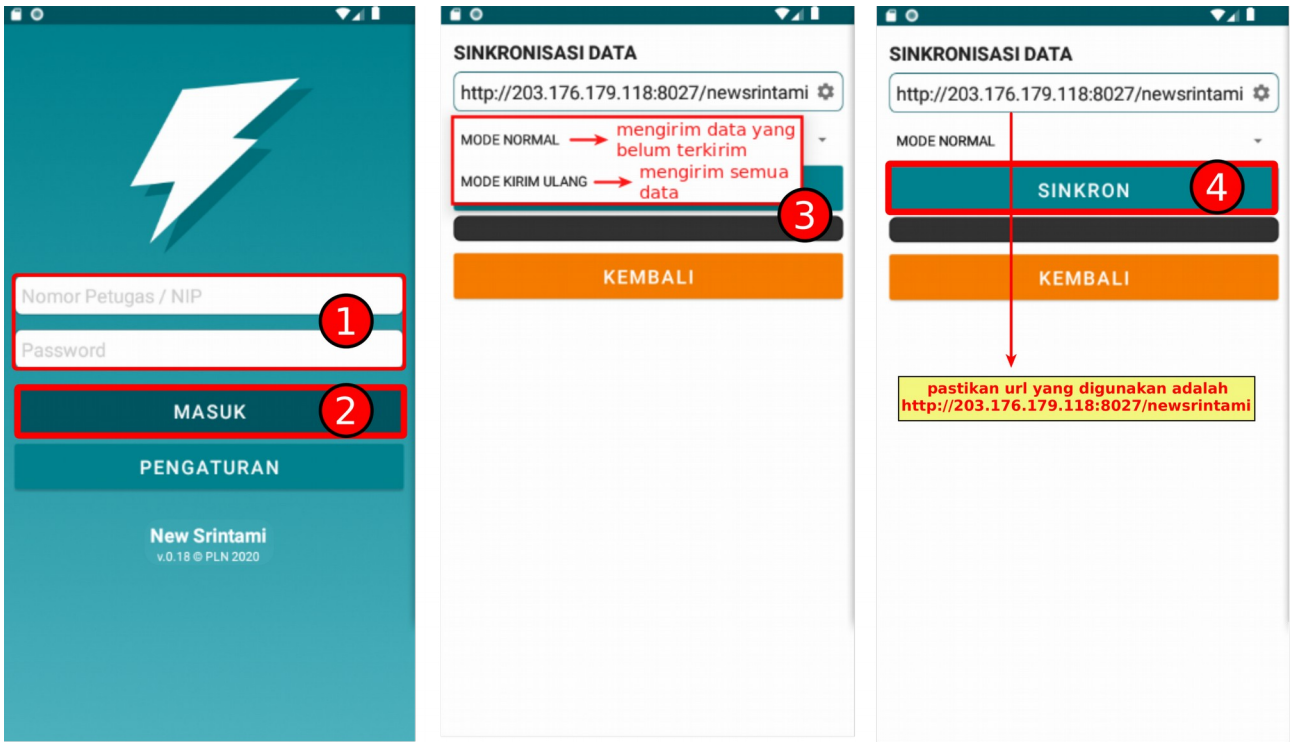 Nomor Petugas / NIP
1
Password
MASUK
2
PENGATURAN
New Srintami
v.0.18 © PLN 2020
SINKRONISASI DATA
http://203.176.179.118:8027/newsrintami
MODE NORMAL
mengirim data yang
belum terkirim
MODE KIRIM ULANG
mengirim semua
data
3
KEMBALI
SINKRONISASI DATA
http://203.176.179.118:8027/newsrintami
MODE NORMAL
SINKRON
4
KEMBALI
pastikan url yang digunakan adalah
http://203.176.179.118:8027/newsrintami